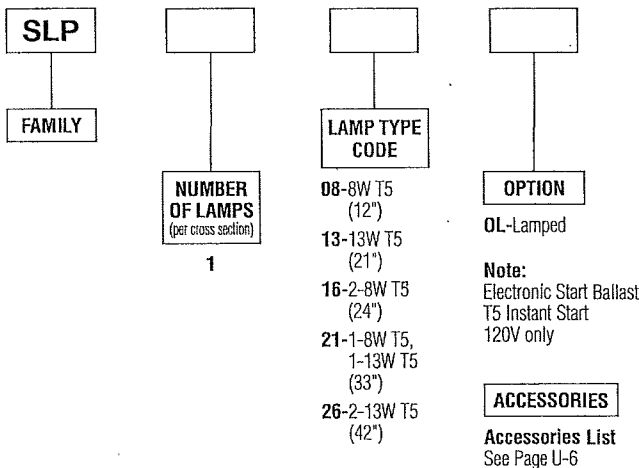 SLP
FAMILY
NUMBER
OF LAMPS
(per cross section)
1
LAMP TYPE
CODE
08-8W T5
(12")
13-13W T5
(21")
16-2-8W T5
(24")
21-1-8W T5,
1-13W T5
(33")
26-2-13W T5
(42")
OPTION
OL-Lamped
Note:
Electronic Start Ballast
T5 Instant Start
120V only
ACCESSORIES
Accessories List
See Page U-6